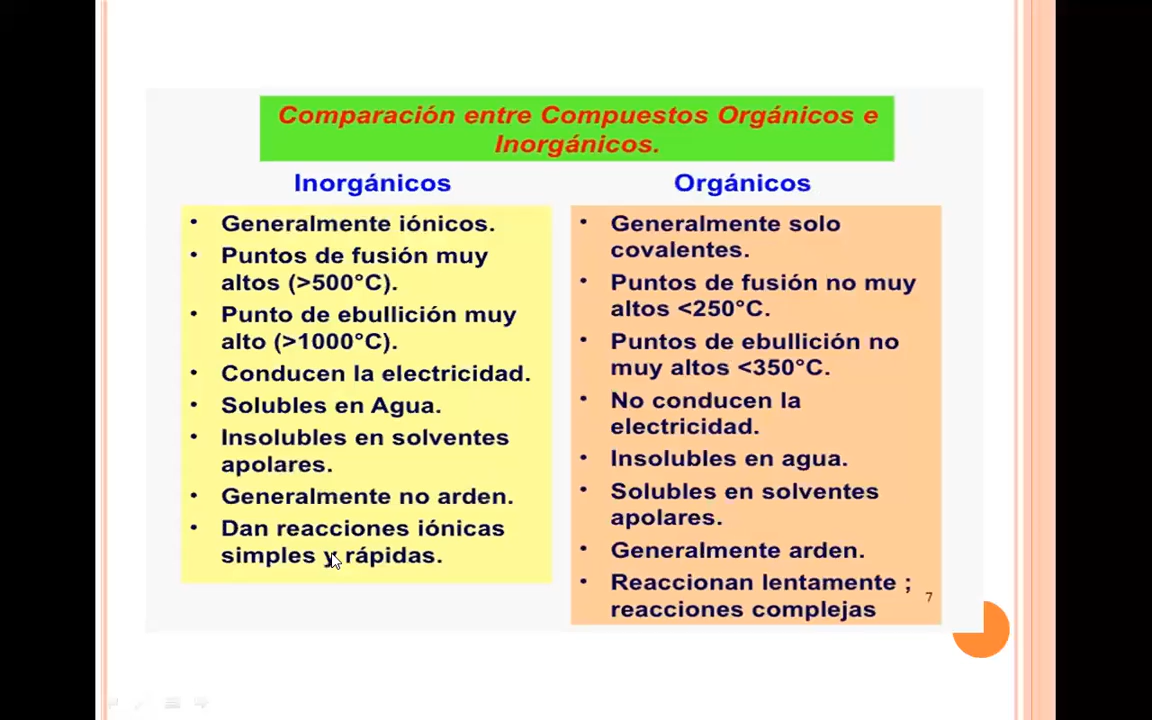 Comparación entre Compuestos Orgánicos e
Inorgánicos.
Inorgánicos
• Generalmente iónicos.
• Puntos de fusión muy
altos (>500°C).
• Punto de ebullición muy
alto (>1000°C).
• Conducen la electricidad.
• Solubles en Agua.
• Insolubles en solventes
apolares.
• Generalmente no arden.
• Dan reacciones iónicas
simples y rápidas.
Orgánicos
• Generalmente solo
covalentes.
• Puntos de fusión no muy
altos <250°C.
• Puntos de ebullición no
muy altos <350°C.
• No conducen la
electricidad.
• Insolubles en agua.
• Solubles en solventes
apolares.
• Generalmente arden.
• Reaccionan lentamente ;
reacciones complejas
7